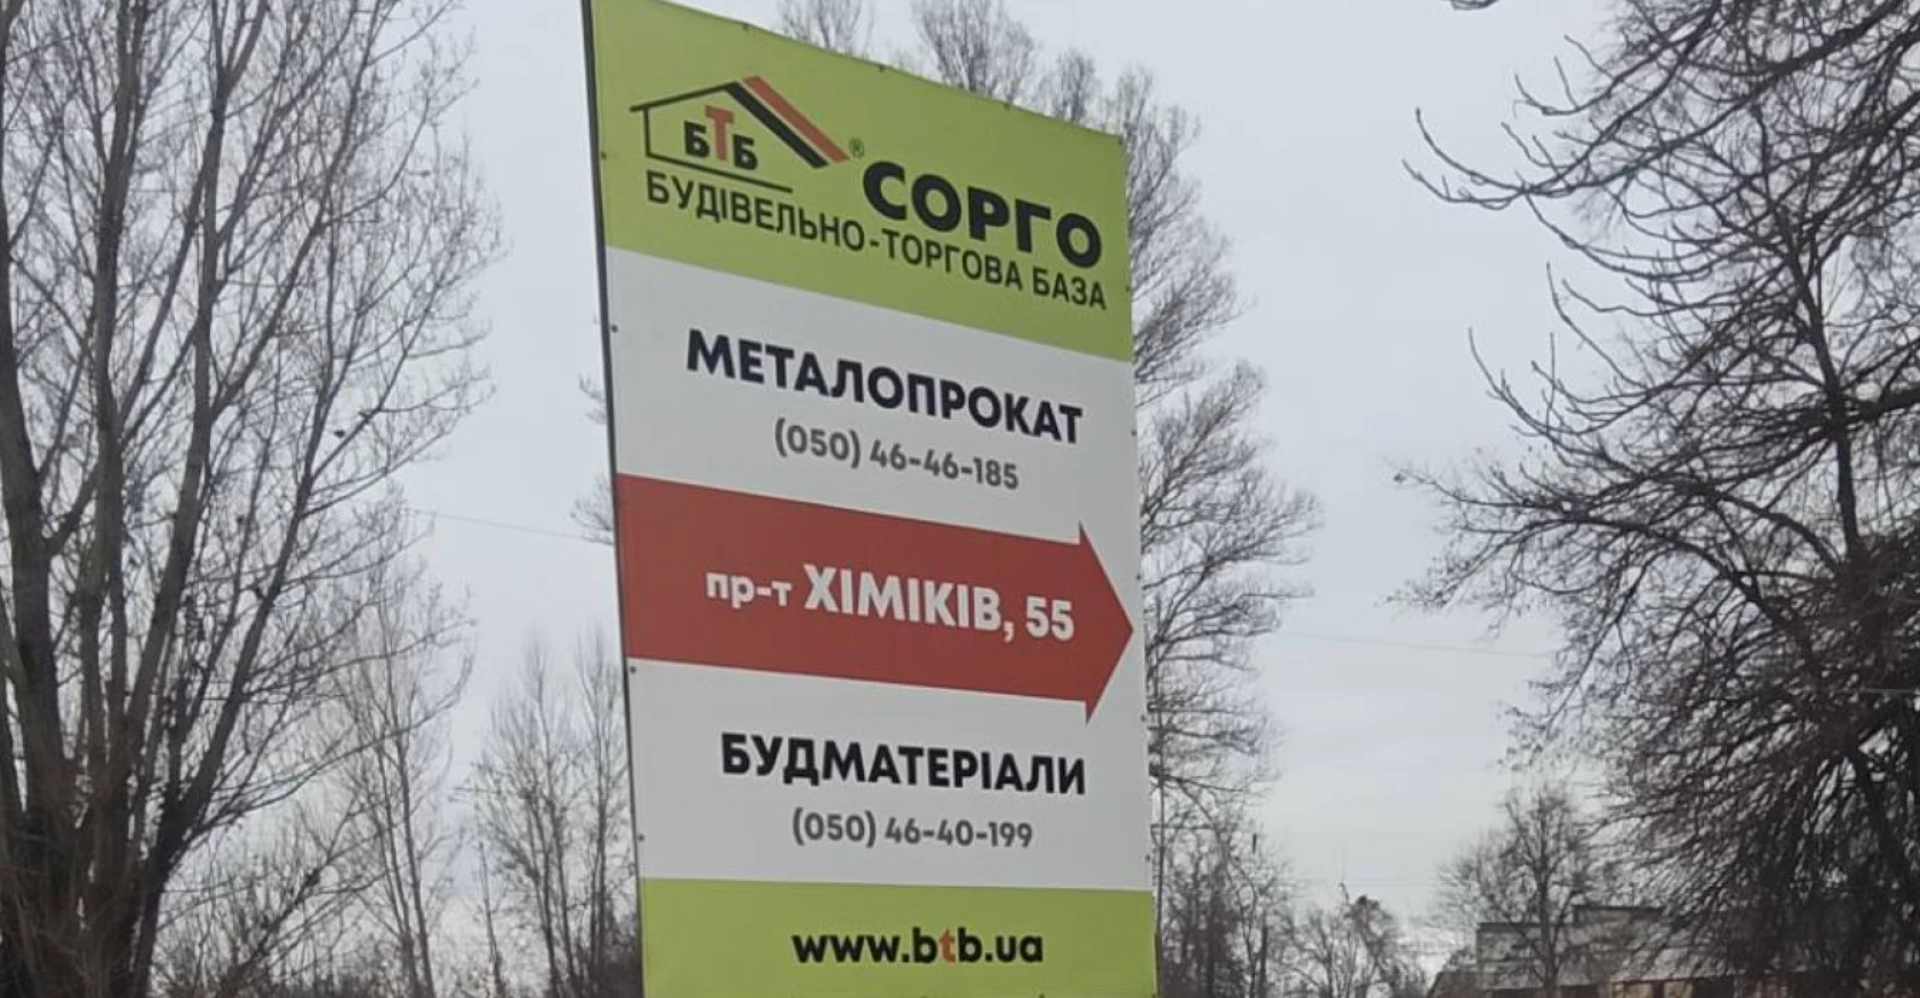 БТБ ®
СОРГО
БУДІВЕЛЬНО-ТОРГОВА БАЗА
МЕТАЛОПРОКАТ
(050) 46-46-185
пр-т ХІМІКІВ, 55
БУДМАТЕРІАЛИ
(050) 46-40-199
www.btb.ua